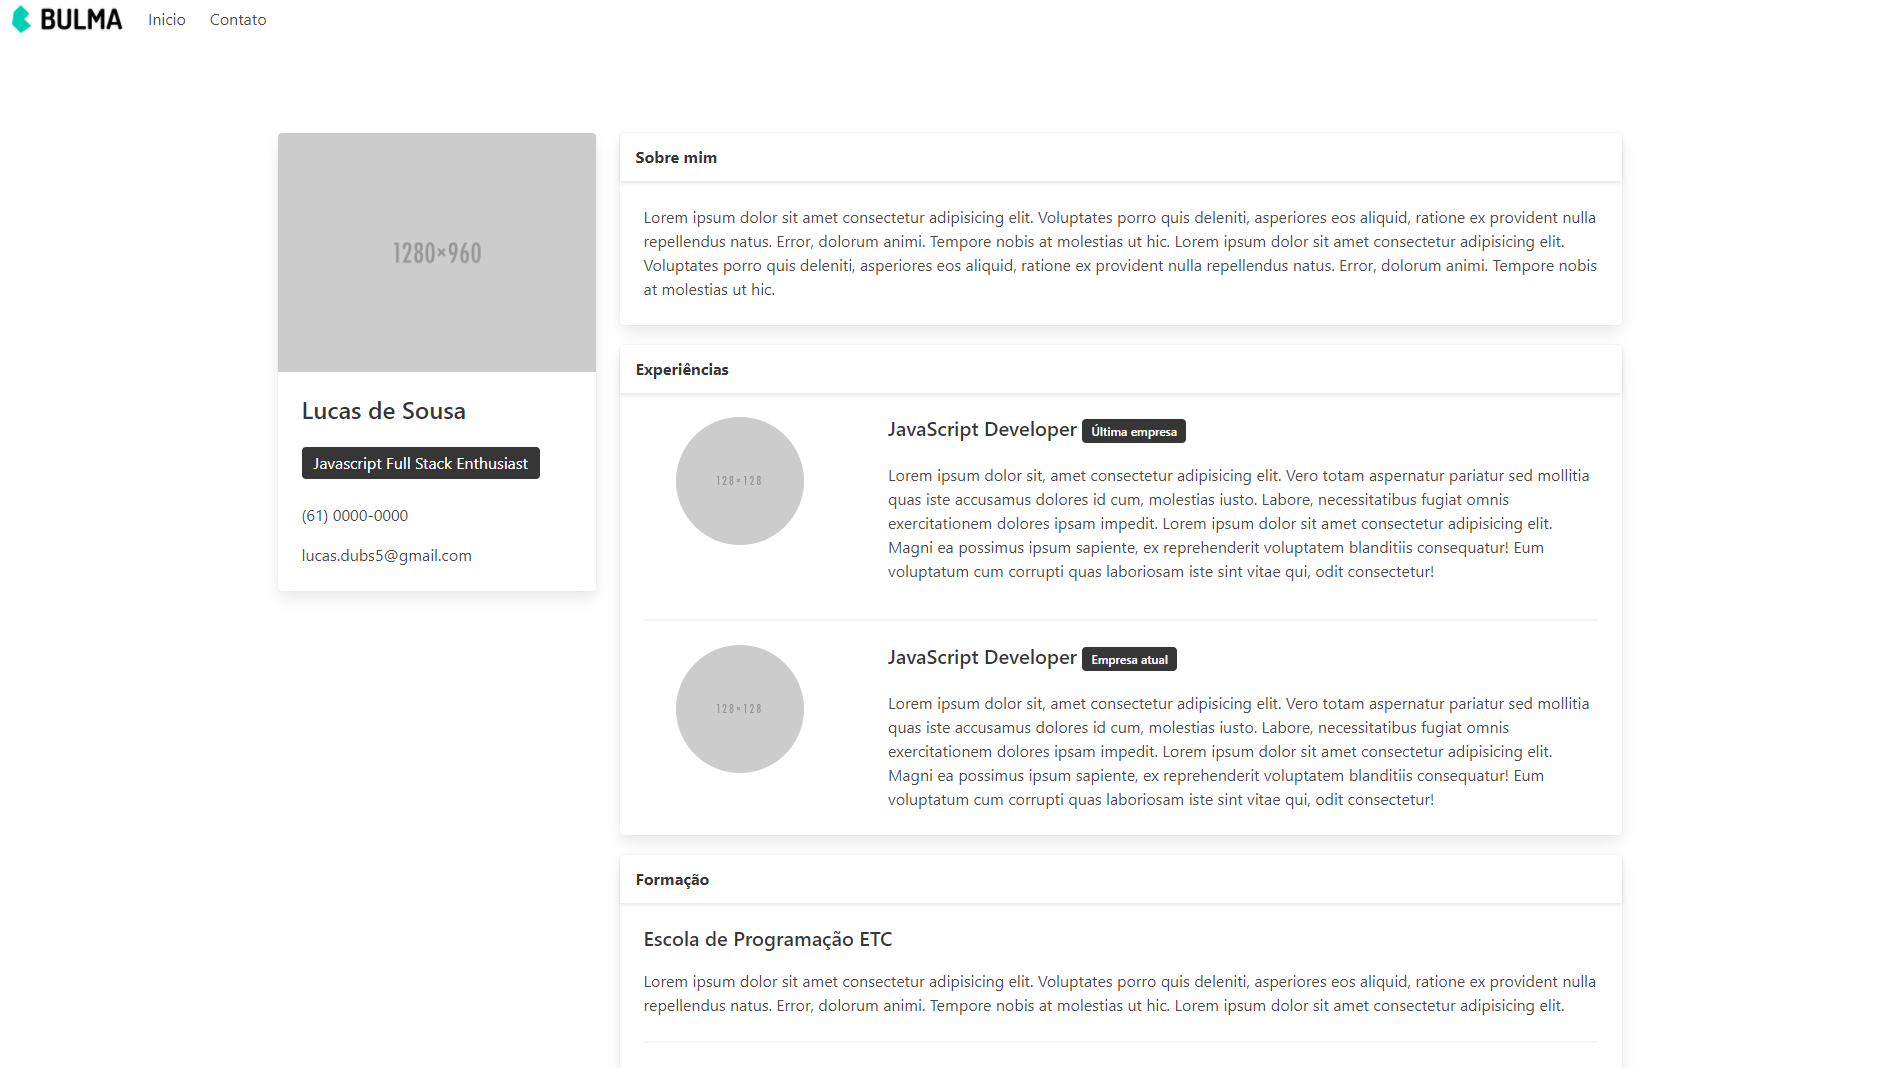 BULMA Inicio Contato
1280×960
Lucas de Sousa
Javascript Full Stack Enthusiast
(61) 0000-0000
lucas.dubs5@gmail.com
Sobre mim
Lorem ipsum dolor sit amet consectetur adipisicing elit. Voluptates porro quis deleniti, asperiores eos aliquid, ratione ex provident nulla
repellendus natus. Error, dolorum animi. Tempore nobis at molestias ut hic. Lorem ipsum dolor sit amet consectetur adipisicing elit.
Voluptates porro quis deleniti, asperiores eos aliquid, ratione ex provident nulla repellendus natus. Error, dolorum animi. Tempore nobis
at molestias ut hic.
Experiências
128×128
JavaScript Developer Última empresa
Lorem ipsum dolor sit, amet consectetur adipisicing elit. Vero totam aspernatur pariatur sed mollitia
quas iste accusamus dolores id cum, molestias iusto. Labore, necessitatibus fugiat omnis
exercitationem dolores ipsam impedit. Lorem ipsum dolor sit amet consectetur adipisicing elit.
Magni ea possimus ipsum sapiente, ex reprehenderit voluptatem blanditiis consequatur! Eum
voluptatum cum corrupti quas laboriosam iste sint vitae qui, odit consectetur!
128×128
JavaScript Developer Empresa atual
Lorem ipsum dolor sit, amet consectetur adipisicing elit. Vero totam aspernatur pariatur sed mollitia
quas iste accusamus dolores id cum, molestias iusto. Labore, necessitatibus fugiat omnis
exercitationem dolores ipsam impedit. Lorem ipsum dolor sit amet consectetur adipisicing elit.
Magni ea possimus ipsum sapiente, ex reprehenderit voluptatem blanditiis consequatur! Eum
voluptatum cum corrupti quas laboriosam iste sint vitae qui, odit consectetur!
Formação
Escola de Programação ETC
Lorem ipsum dolor sit amet consectetur adipisicing elit. Voluptates porro quis deleniti, asperiores eos aliquid, ratione ex provident nulla
repellendus natus. Error, dolorum animi. Tempore nobis at molestias ut hic. Lorem ipsum dolor sit amet consectetur adipisicing elit.